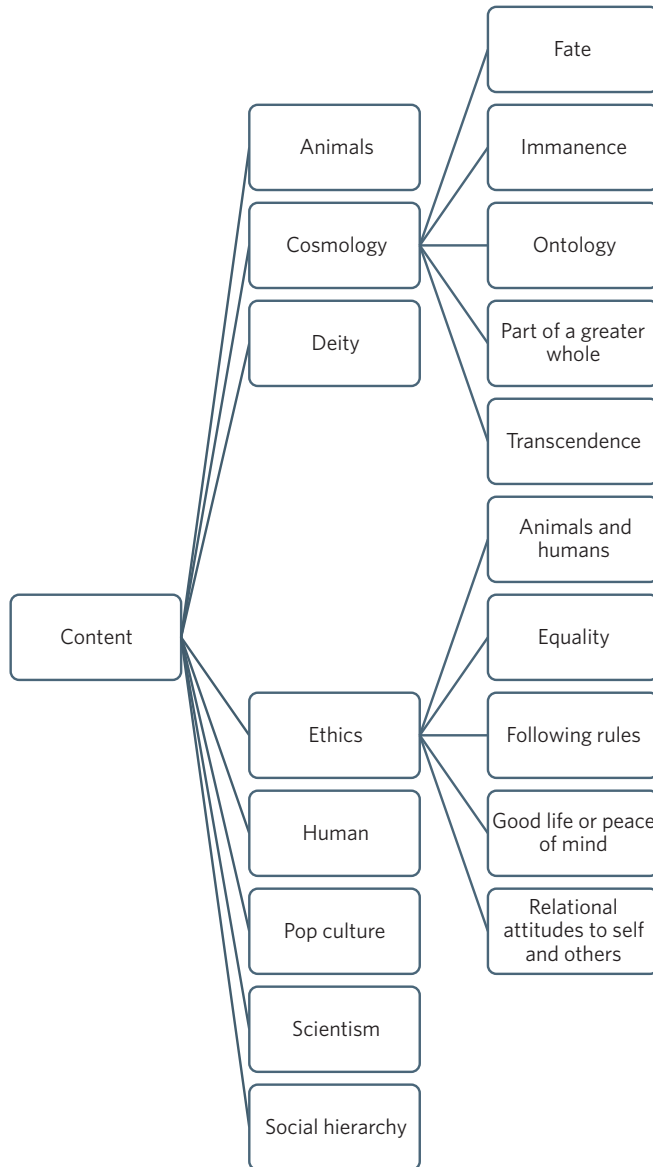 Content
Animals
Cosmology
Deity
Ethics
Human
Pop culture
Scientism
Social hierarchy
Fate
Immanence
Ontology
Part of a greater
whole
Transcendence
Animals and
humans
Equality
Following rules
Good life or peace
of mind
Relational
attitudes to self
and others